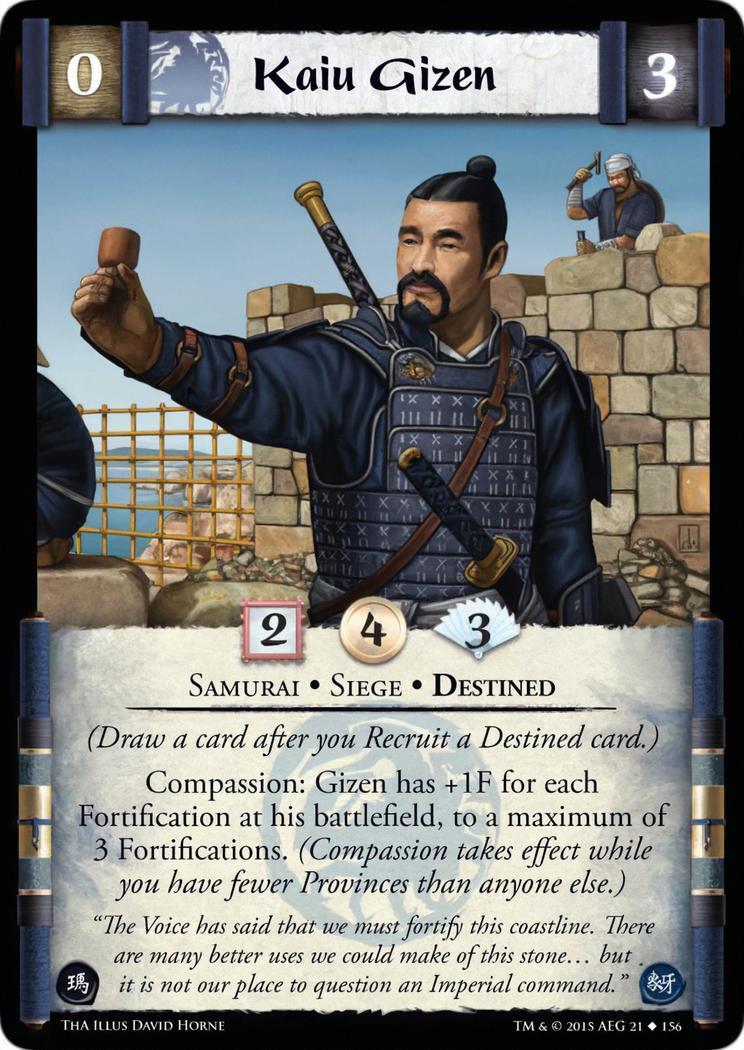 0
Kaiu Gizen
3
2
4
3
Samurai • Siege • Destined
(Draw a card after you Recruit a Destined card.)
Compassion: Gizen has +1F for each
Fortification at his battlefield, to a maximum of
3 Fortifications. (Compassion takes effect while
you have fewer Provinces than anyone else.)
“The Voice has said that we must fortify this coastline. There
are many better uses we could make of this stone… but
it is not our place to question an Imperial command.”
Tha Illus David Horne
TM & © 2015 AEG 21 ◆ 156